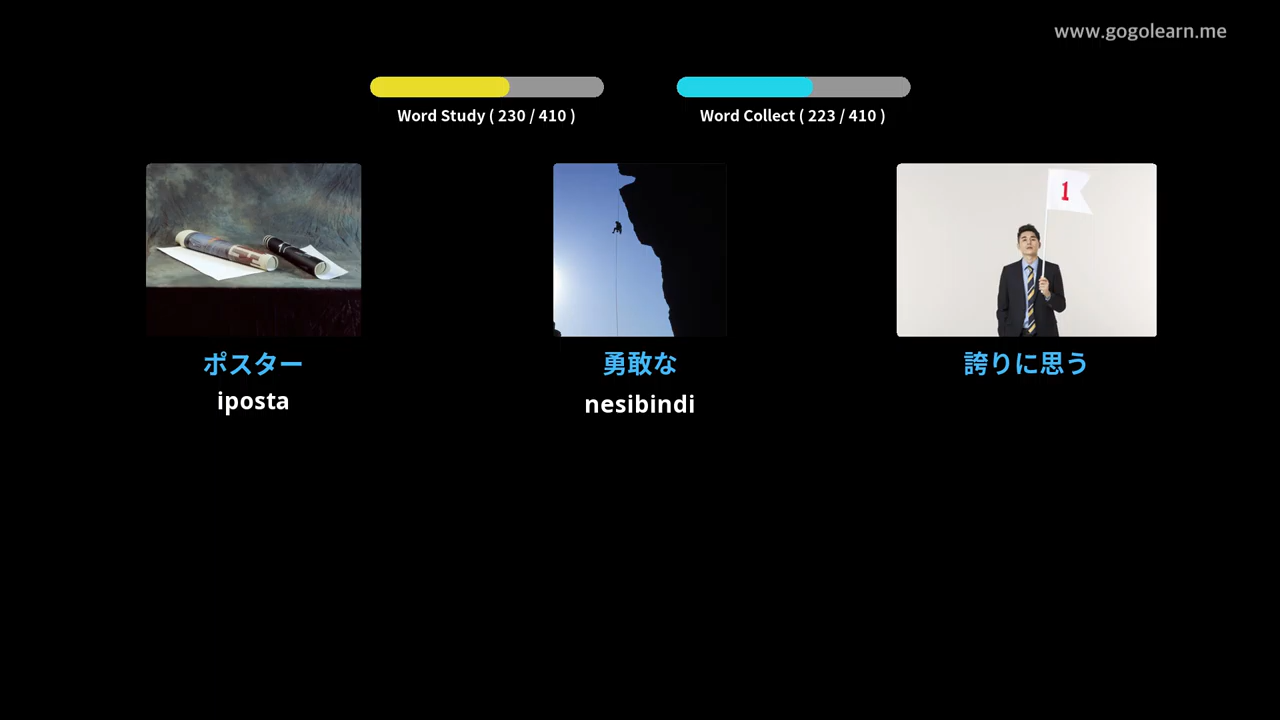 www.gogolearn.me
Word Study ( 230 / 410 )
Word Collect ( 223 / 410 )
1
ポスター
iposta
勇敢な
nesibindi
誇りに思う